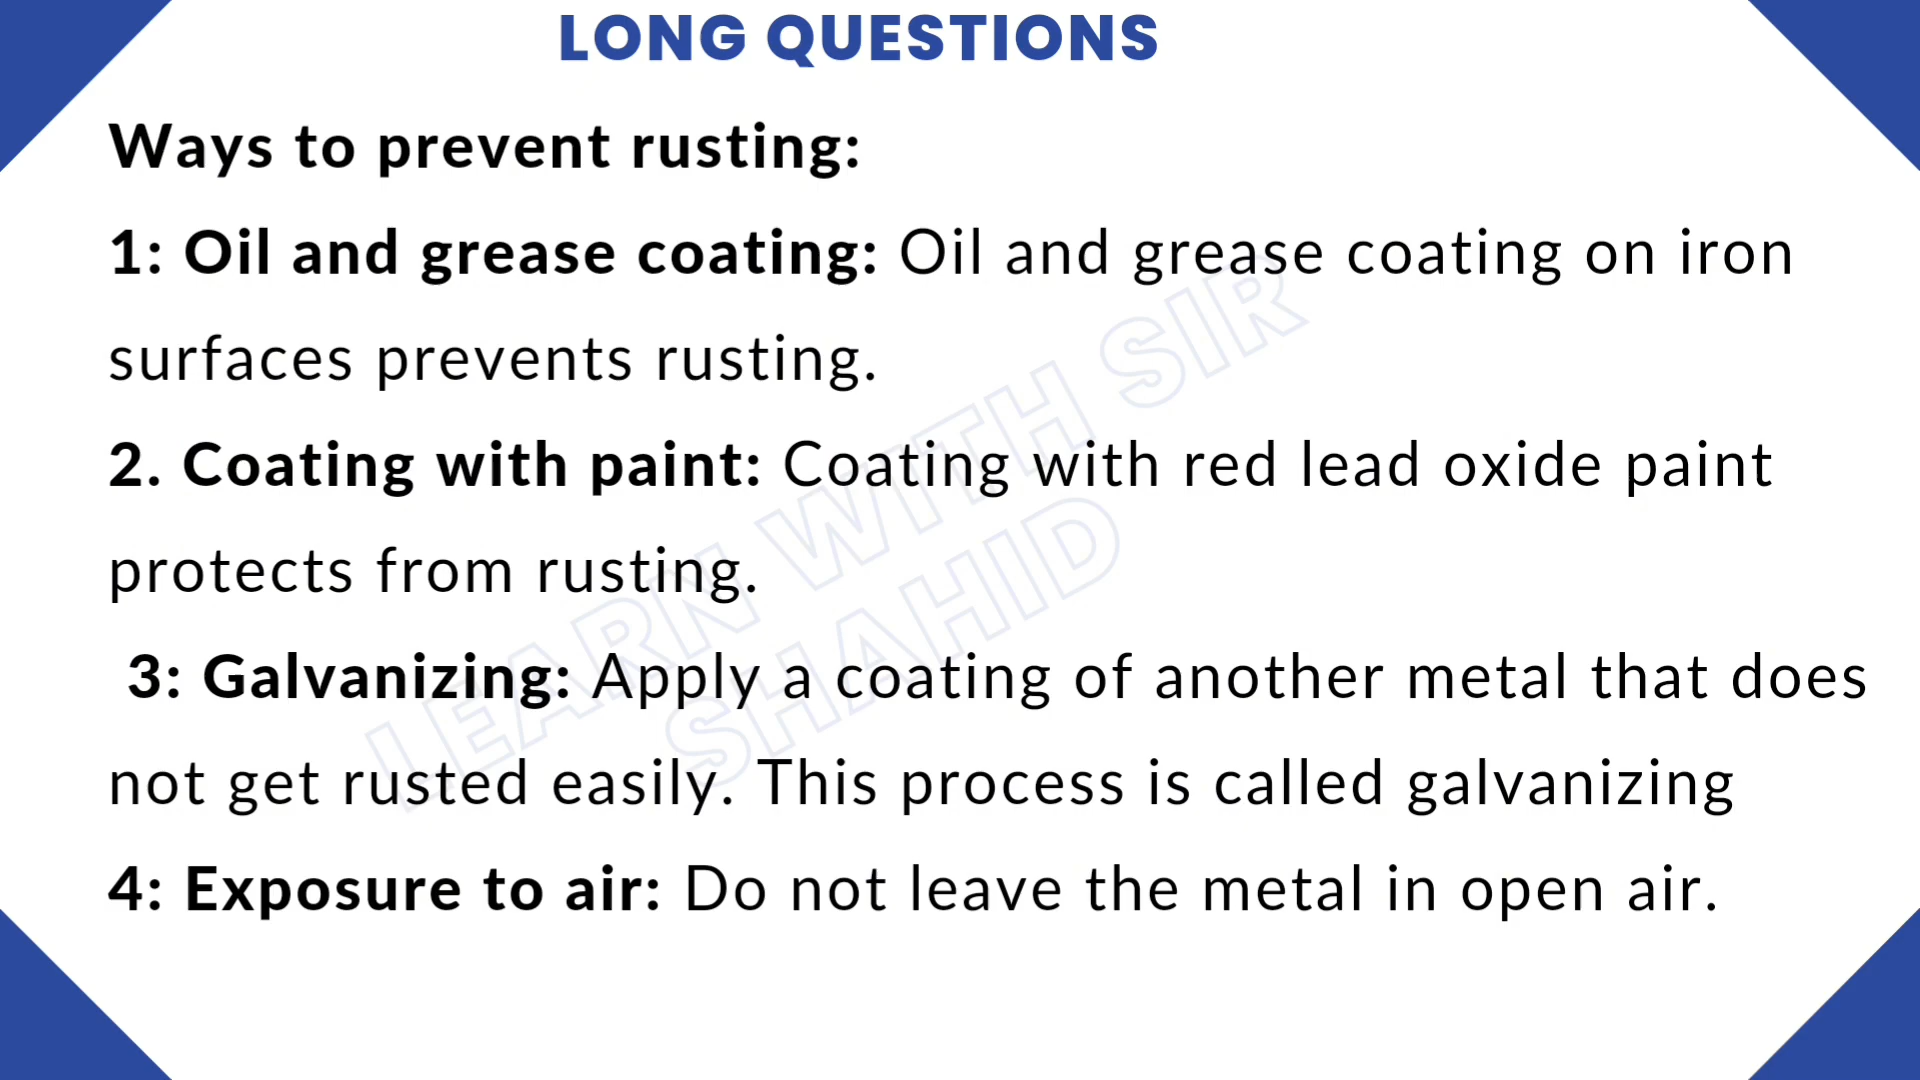 LONG QUESTIONS
Ways to prevent rusting:
1: Oil and grease coating: Oil and grease coating on iron
surfaces prevents rusting.
2. Coating with paint: Coating with red lead oxide paint
protects from rusting.
3: Galvanizing: Apply a coating of another metal that does
not get rusted easily. This process is called galvanizing
4: Exposure to air: Do not leave the metal in open air.
LEARN WITH SIR
SHAHID